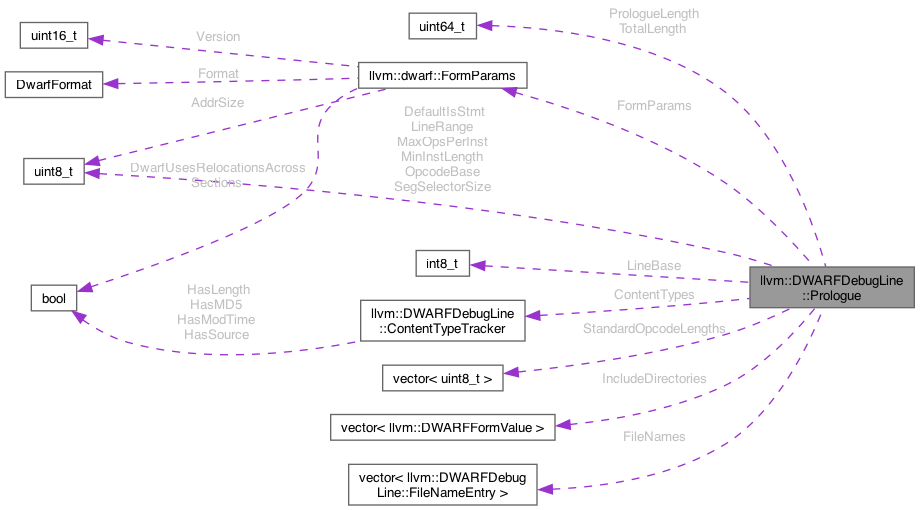 uint16_t
uint64_t
PrologueLength
TotalLength
Version
DwarfFormat
Format
llvm::dwarf::FormParams
AddrSize
FormParams
DefaultIsStmt
LineRange
MaxOpsPerInst
MinInstLength
OpcodeBase
SegSelectorSize
uint8_t
DwarfUsesRelocationsAcross
Sections
int8_t
LineBase
llvm::DWARFDebugLine
::Prologue
bool
HasLength
HasMD5
HasModTime
HasSource
llvm::DWARFDebugLine
::ContentTypeTracker
ContentTypes
StandardOpcodeLengths
vector< uint8_t >
IncludeDirectories
vector< llvm::DWARFFormValue >
FileNames
vector< llvm::DWARFDebug
Line::FileNameEntry >